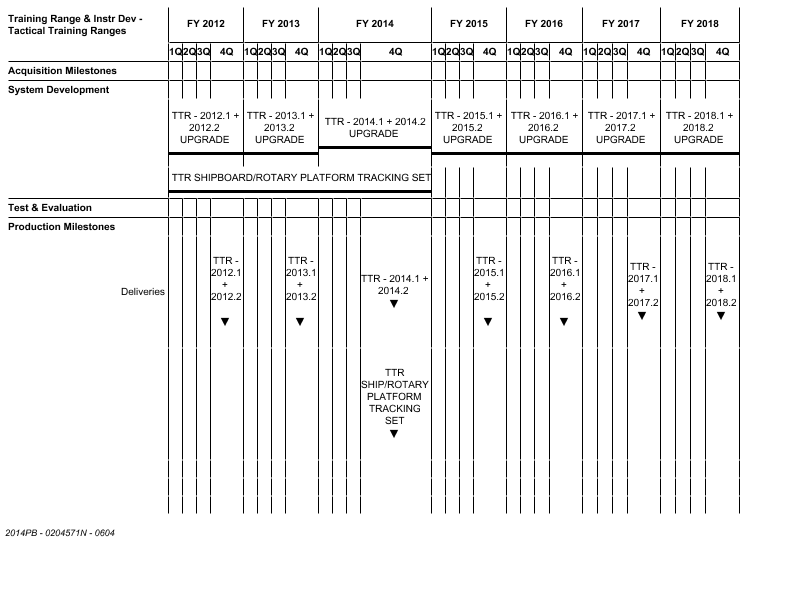 Training Range & Instr Dev -
Tactical Training Ranges
FY 2012 FY 2013 FY 2014 FY 2015 FY 2016 FY 2017 FY 2018
1Q 2Q 3Q 4Q 1Q 2Q 3Q 4Q 1Q 2Q 3Q 4Q 1Q 2Q 3Q 4Q 1Q 2Q 3Q 4Q 1Q 2Q 3Q 4Q 1Q 2Q 3Q 4Q
Acquisition Milestones
System Development
TTR - 2012.1 +
2012.2
UPGRADE
TTR - 2013.1 +
2013.2
UPGRADE
TTR - 2014.1 + 2014.2
UPGRADE
TTR - 2015.1 +
2015.2
UPGRADE
TTR - 2016.1 +
2016.2
UPGRADE
TTR - 2017.1 +
2017.2
UPGRADE
TTR - 2018.1 +
2018.2
UPGRADE
TTR SHIPBOARD/ROTARY PLATFORM TRACKING SET
Test & Evaluation
Production Milestones
Deliveries
TTR -
2012.1
+
2012.2
TTR -
2013.1
+
2013.2
TTR - 2014.1 +
2014.2
TTR -
2015.1
+
2015.2
TTR -
2016.1
+
2016.2
TTR -
2017.1
+
2017.2
TTR -
2018.1
+
2018.2
TTR
SHIP/ROTARY
PLATFORM
TRACKING
SET
2014PB - 0204571N - 0604